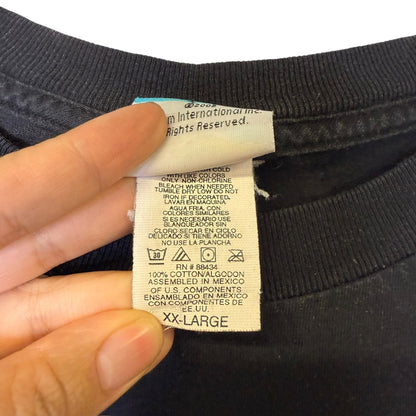 ©2002
m International Inc.
Rights Reserved.
COLD
WITH LIKE COLORS
ONLY NON-CHLORINE
BLEACH WHEN NEEDED
TUMBLE DRY LOW DO NOT
IRON IF DECORATED.
LAVAR EN MAQUINA
AGUA FRIA, CON
COLORES SIMILARES
SI ES NECESARIO USE
BLANQUEADOR SIN
CLORO SECAR EN CICLO
DELICADO SI TIENE ADORNO
NO USE LA PLANCHA
30
RN # 88434
100% COTTON/ALGODON
ASSEMBLED IN MEXICO
OF U.S. COMPONENTS
ENSAMBLADO EN MEXICO
CON COMPONENTES DE
EE.UU.
XX-LARGE